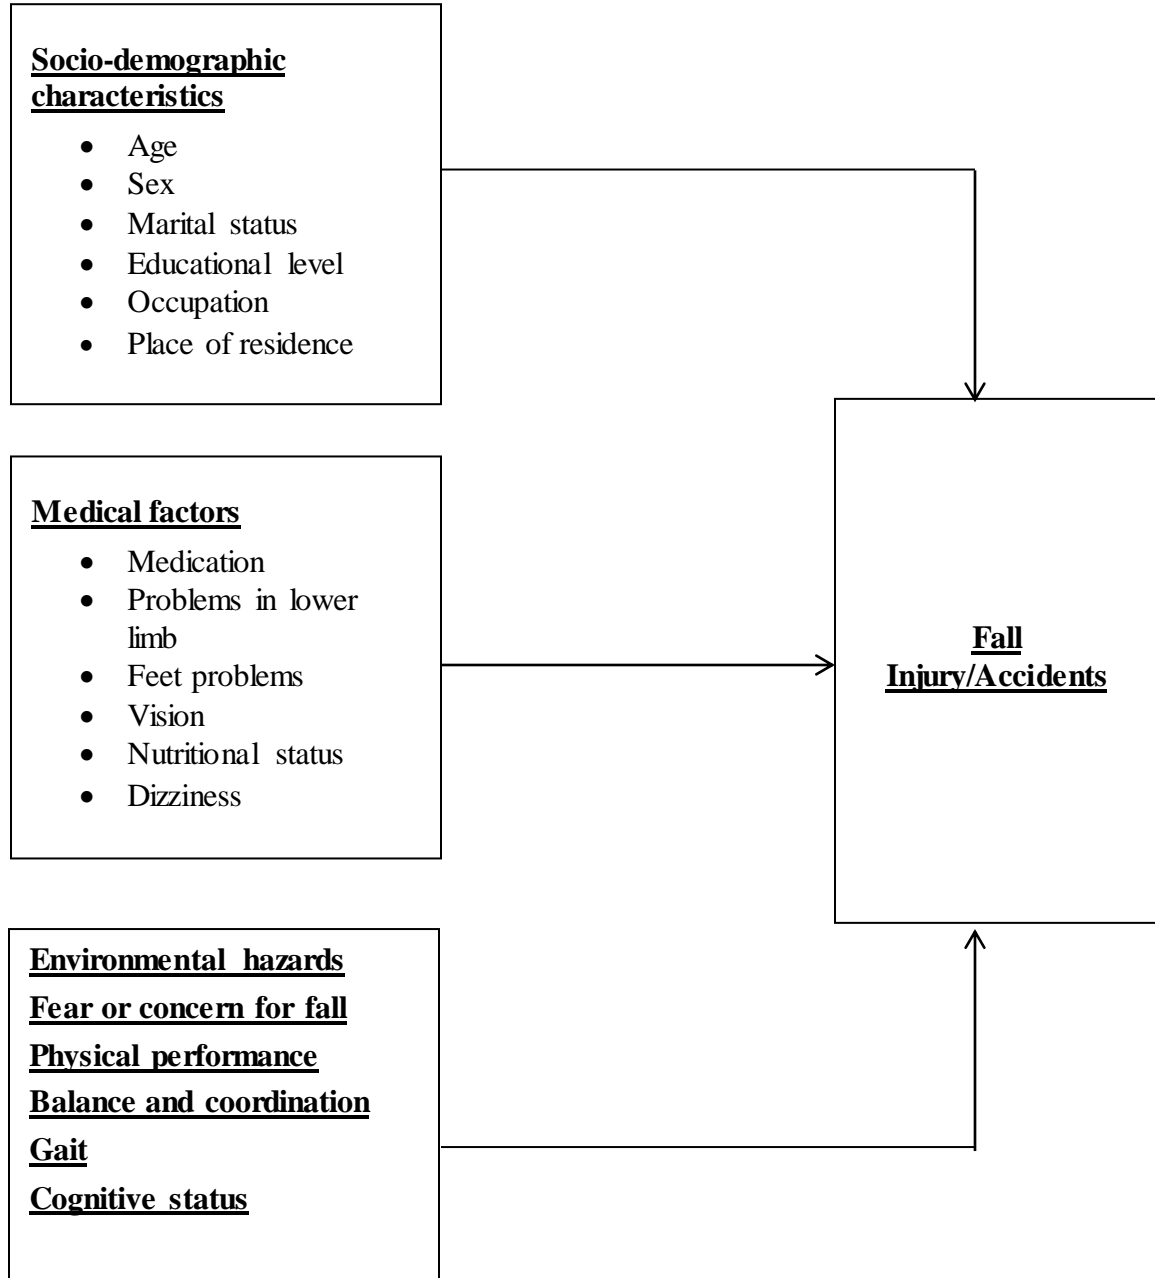 Socio-demographic
characteristics
• Age
• Sex
• Marital status
• Educational level
• Occupation
• Place of residence
Medical factors
• Medication
• Problems in lower
limb
• Feet problems
• Vision
• Nutritional status
• Dizziness
Fall
Injury/Accidents
Environmental hazards
Fear or concern for fall
Physical performance
Balance and coordination
Gait
Cognitive status